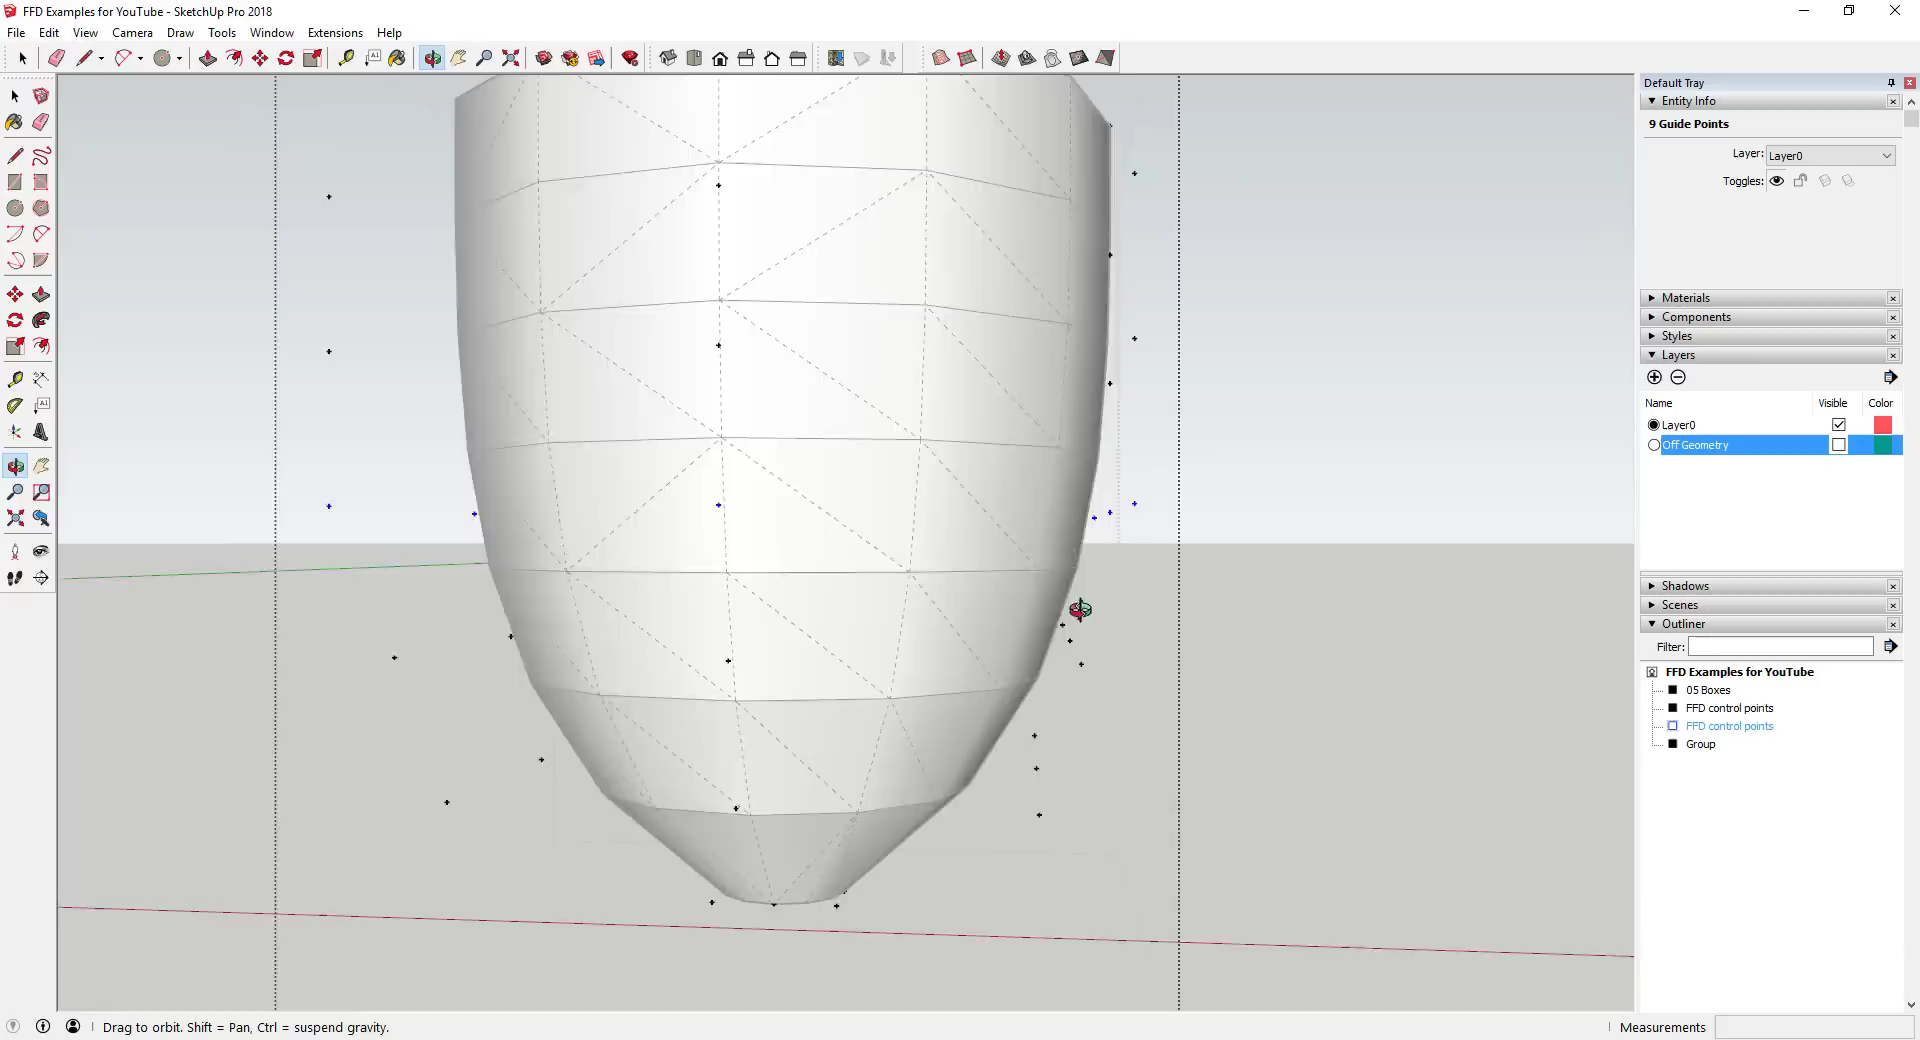 FFD Examples for YouTube - SketchUp Pro 2018
File Edit View Camera Draw Tools Window Extensions Help
Default Tray
Entity Info
9 Guide Points
Layer: Layer0
Toggles:
Materials
Components
Styles
Layers
Name Visible Color
Layer0
Off Geometry
Shadows
Scenes
Outliner
Filter:
FFD Examples for YouTube
05 Boxes
FFD control points
FFD control points
Group
Drag to orbit. Shift = Pan, Ctrl = suspend gravity.
Measurements